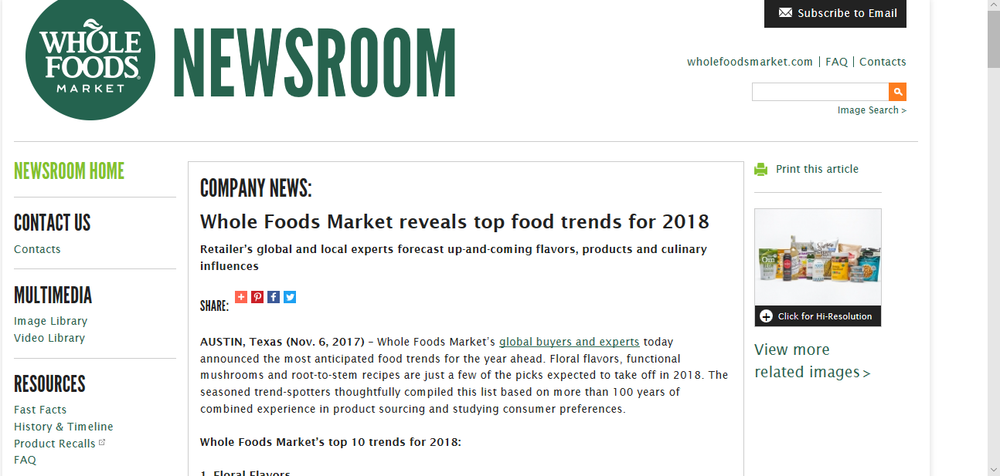 Subscribe to Email
WHOLE
FOODS
MARKET
NEWSROOM
wholefoodsmarket.com | FAQ | Contacts
Image Search >
NEWSROOM HOME
CONTACT US
Contacts
MULTIMEDIA
Image Library
Video Library
RESOURCES
Fast Facts
History & Timeline
Product Recalls
FAQ
COMPANY NEWS:
Whole Foods Market reveals top food trends for 2018
Retailer’s global and local experts forecast up-and-coming flavors, products and culinary
influences
SHARE:
AUSTIN, Texas (Nov. 6, 2017) – Whole Foods Market’s global buyers and experts today
announced the most anticipated food trends for the year ahead. Floral flavors, functional
mushrooms and root-to-stem recipes are just a few of the picks expected to take off in 2018. The
seasoned trend-spotters thoughtfully compiled this list based on more than 100 years of
combined experience in product sourcing and studying consumer preferences.
Whole Foods Market’s top 10 trends for 2018:
1. Floral Flavors
Print this article
Om
Click for Hi-Resolution
View more
related images >